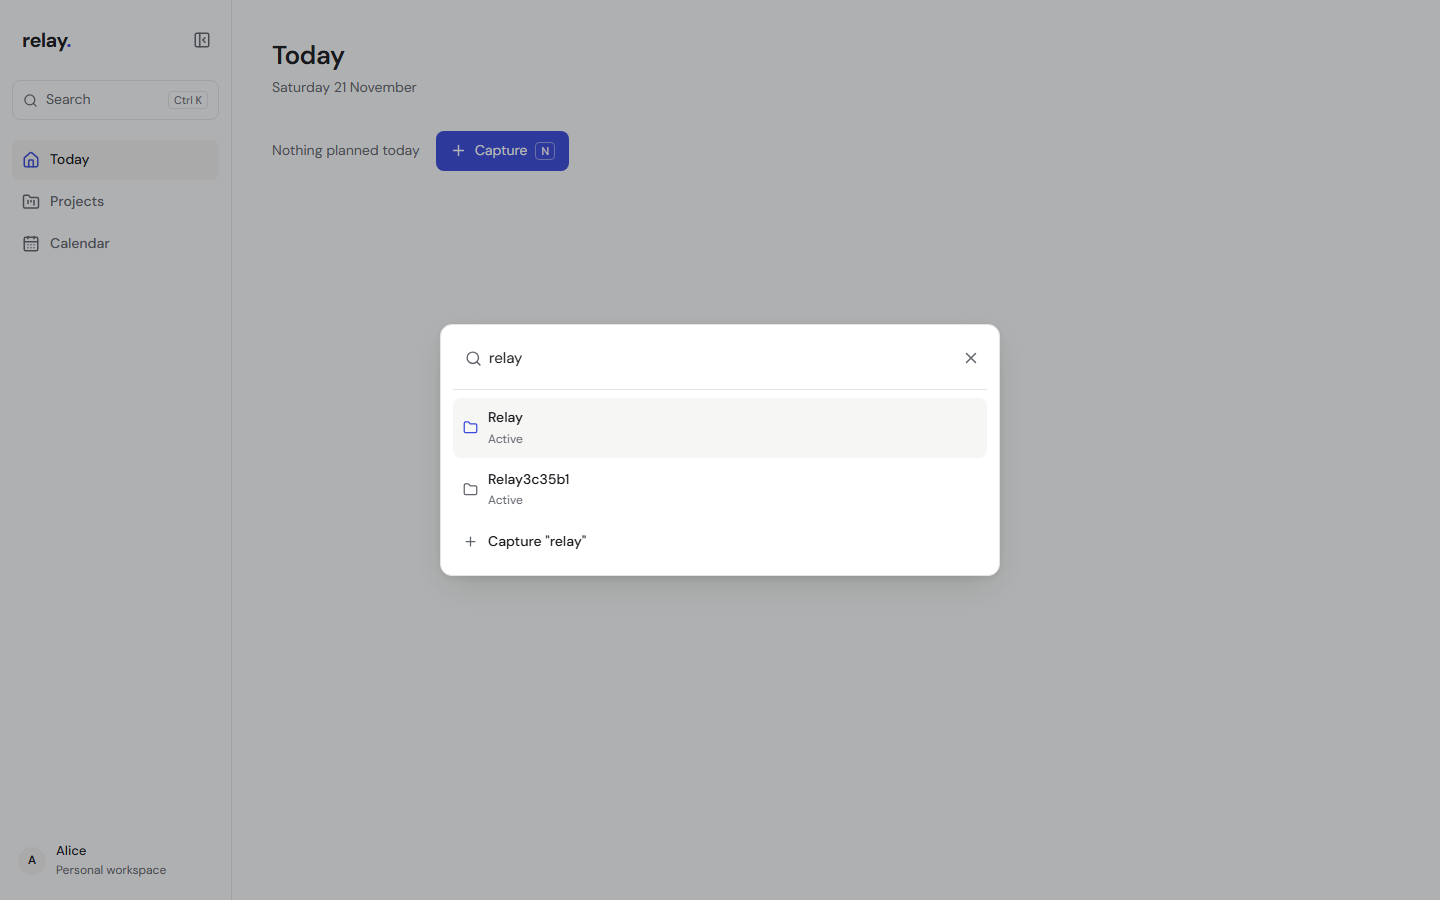 relay.
Search
Ctrl K
Today
Projects
Calendar
Today
Saturday 21 November
Nothing planned today
Capture
N
relay
Relay
Active
Relay3c35b1
Active
Capture "relay"
A
Alice
Personal workspace